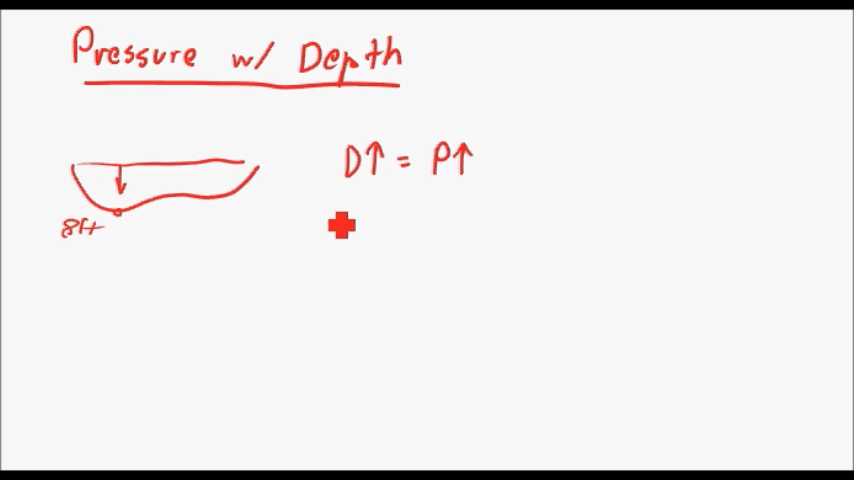 Pressure w/ Depth
D↑ = P↑
8ft